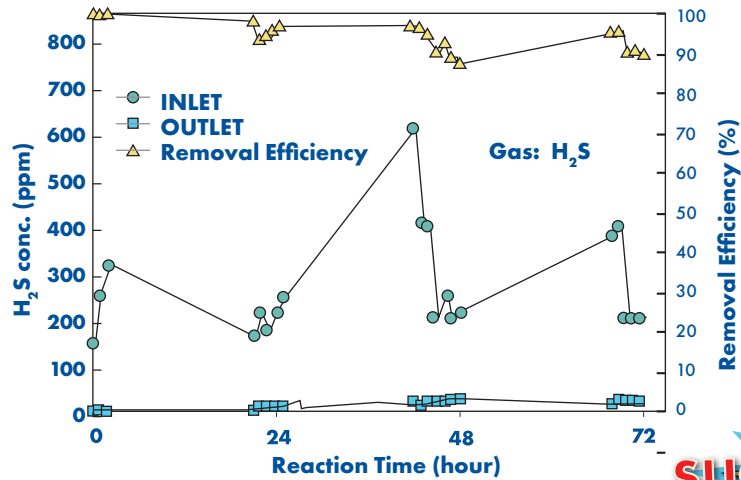 800
700
600
500
400
300
200
100
0
H₂S conc. (ppm)
INLET
OUTLET
Removal Efficiency
Gas: H₂S
100
90
80
70
60
50
40
30
20
10
0
Removal Efficiency (%)
0 24 48 72
Reaction Time (hour)